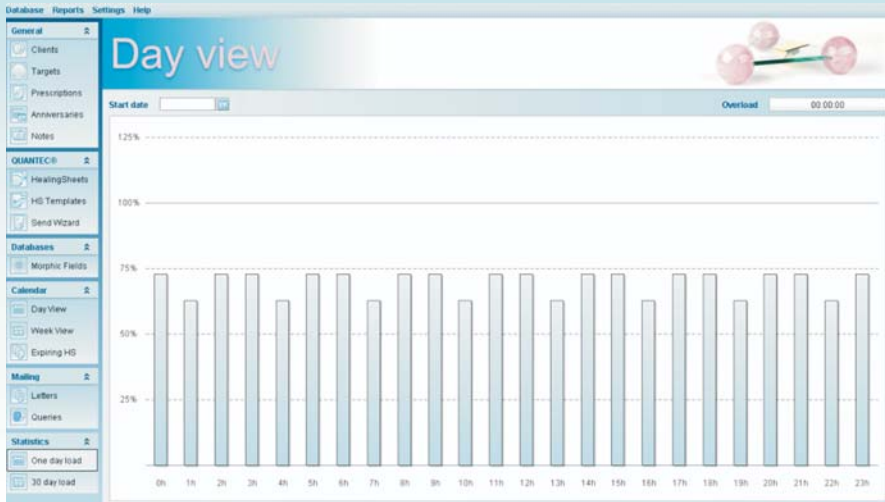 Database Reports Settings Help
General
Clients
Targets
Prescriptions
Anniversaries
Notes
QUANTEC®
HealingSheets
HS Templates
Send Wizard
Databases
Morphic Fields
Calendar
Day View
Week View
Expiring HS
Mailing
Letters
Queries
Statistics
One day load
30 day load
Day view
Start date
Overload 00:00:00
125%
100%
75%
50%
25%
0h 1h 2h 3h 4h 5h 6h 7h 8h 9h 10h 11h 12h 13h 14h 15h 16h 17h 18h 19h 20h 21h 22h 23h